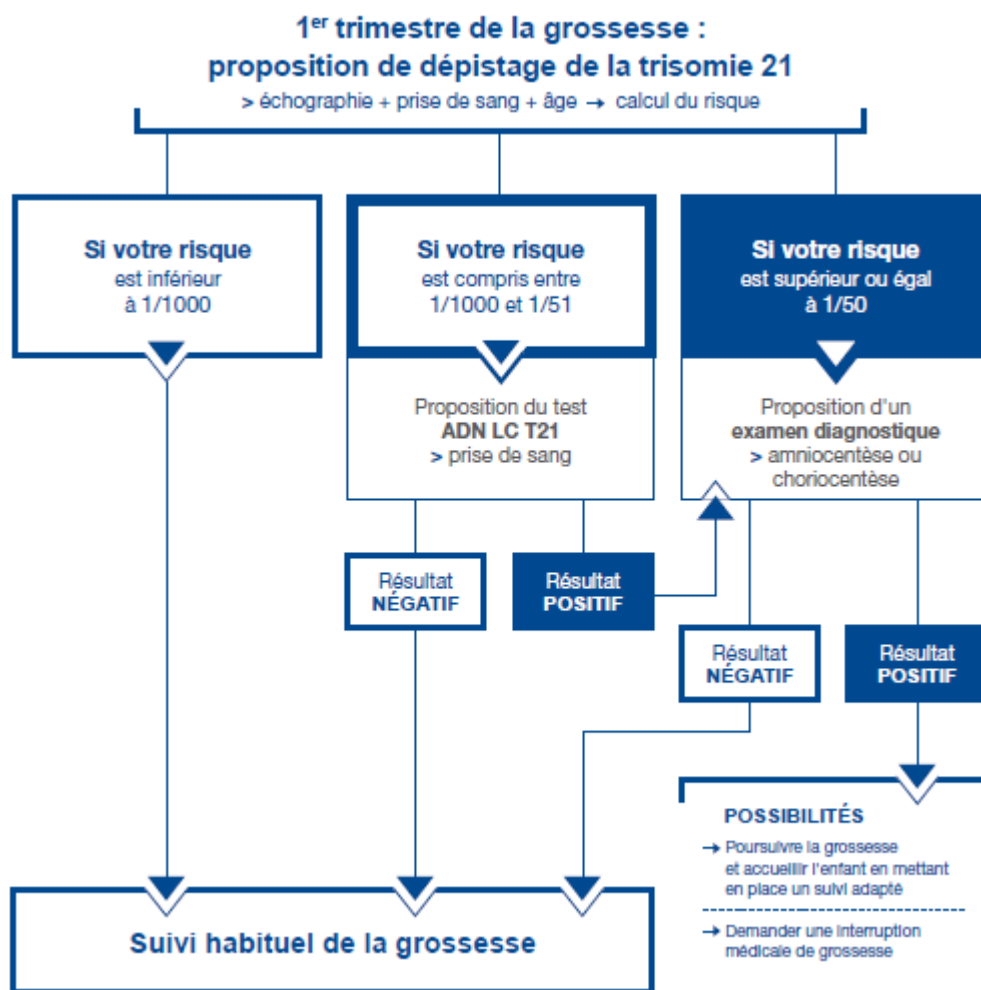 1er trimestre de la grossesse :
proposition de dépistage de la trisomie 21
> échographie + prise de sang + âge → calcul du risque
Si votre risque
est inférieur
à 1/1000
Si votre risque
est compris entre
1/1000 et 1/51
Si votre risque
est supérieur ou égal
à 1/50
Proposition du test
ADN LC T21
> prise de sang
Proposition d'un
examen diagnostique
> amniocentèse ou
choriocentèse
Résultat
NÉGATIF
Résultat
POSITIF
Résultat
NÉGATIF
Résultat
POSITIF
POSSIBILITÉS
→ Poursuivre la grossesse
et accueillir l'enfant en mettant
en place un suivi adapté
→ Demander une interruption
médicale de grossesse
Suivi habituel de la grossesse